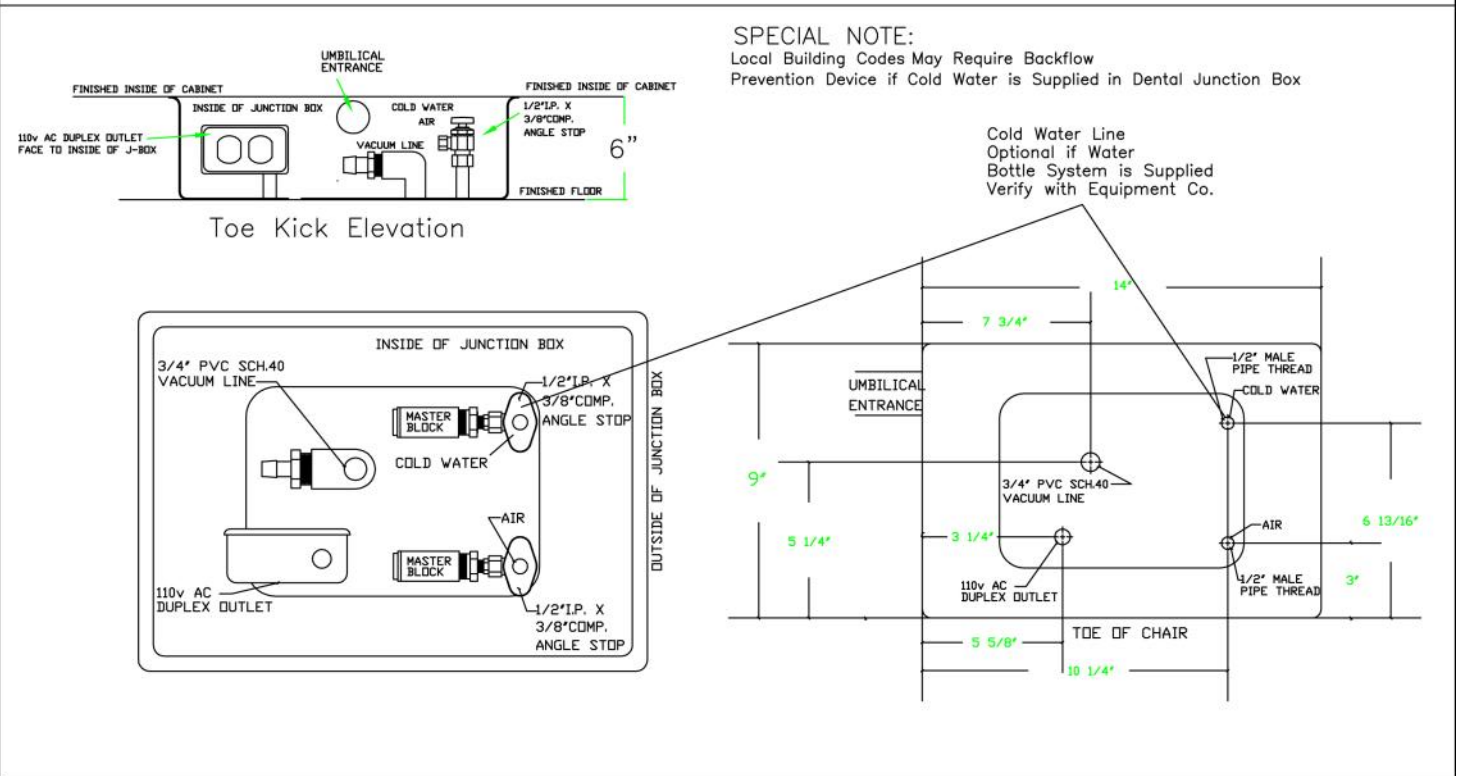 SPECIAL NOTE:
Local Building Codes May Require Backflow
Prevention Device if Cold Water is Supplied in Dental Junction Box
UMBILICAL
ENTRANCE
FINISHED INSIDE OF CABINET
FINISHED INSIDE OF CABINET
INSIDE OF JUNCTION BOX
COLD WATER
AIR
1/2"I.P. X
3/8"COMP.
ANGLE STOP
110v AC DUPLEX OUTLET
FACE TO INSIDE OF J-BOX
VACUUM LINE
6"
FINISHED FLOOR
Toe Kick Elevation
Cold Water Line
Optional if Water
Bottle System is Supplied
Verify with Equipment Co.
INSIDE OF JUNCTION BOX
3/4" PVC SCH.40
VACUUM LINE
1/2"I.P. X
3/8"COMP.
ANGLE STOP
MASTER
BLOCK
COLD WATER
OUTSIDE OF JUNCTION BOX
AIR
MASTER
BLOCK
110v AC
DUPLEX OUTLET
1/2"I.P. X
3/8"COMP.
ANGLE STOP
14"
7 3/4"
1/2" MALE
PIPE THREAD
COLD WATER
UMBILICAL
ENTRANCE
9"
3/4" PVC SCH.40
VACUUM LINE
5 1/4"
3 1/4"
AIR
6 13/16"
110v AC
DUPLEX OUTLET
1/2" MALE
PIPE THREAD
3"
TOE OF CHAIR
5 5/8"
10 1/4"